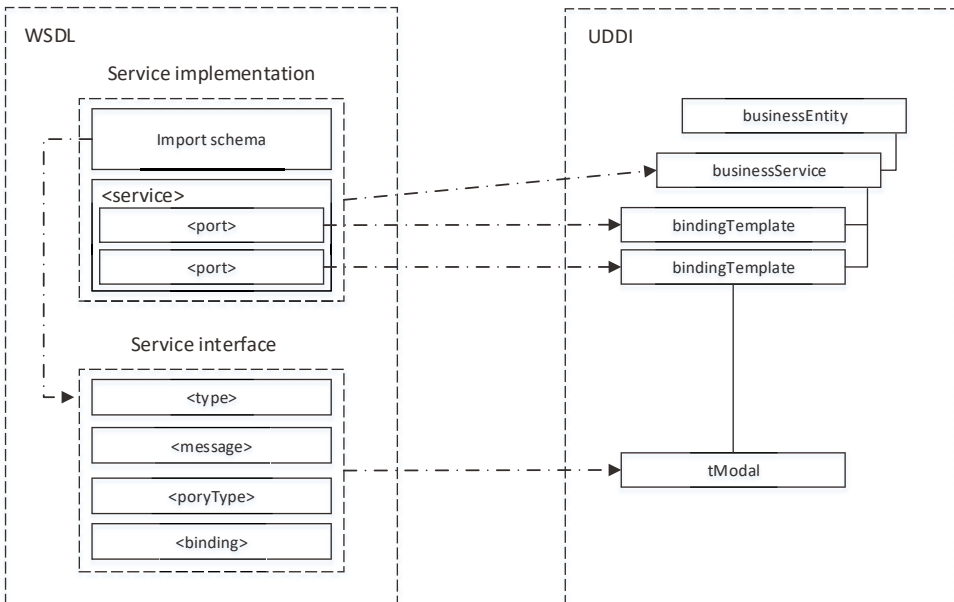 WSDL
Service implementation
Import schema
<service>
<port>
<port>
Service interface
<type>
<message>
<poryType>
<binding>
UDDI
businessEntity
businessService
bindingTemplate
bindingTemplate
tModal